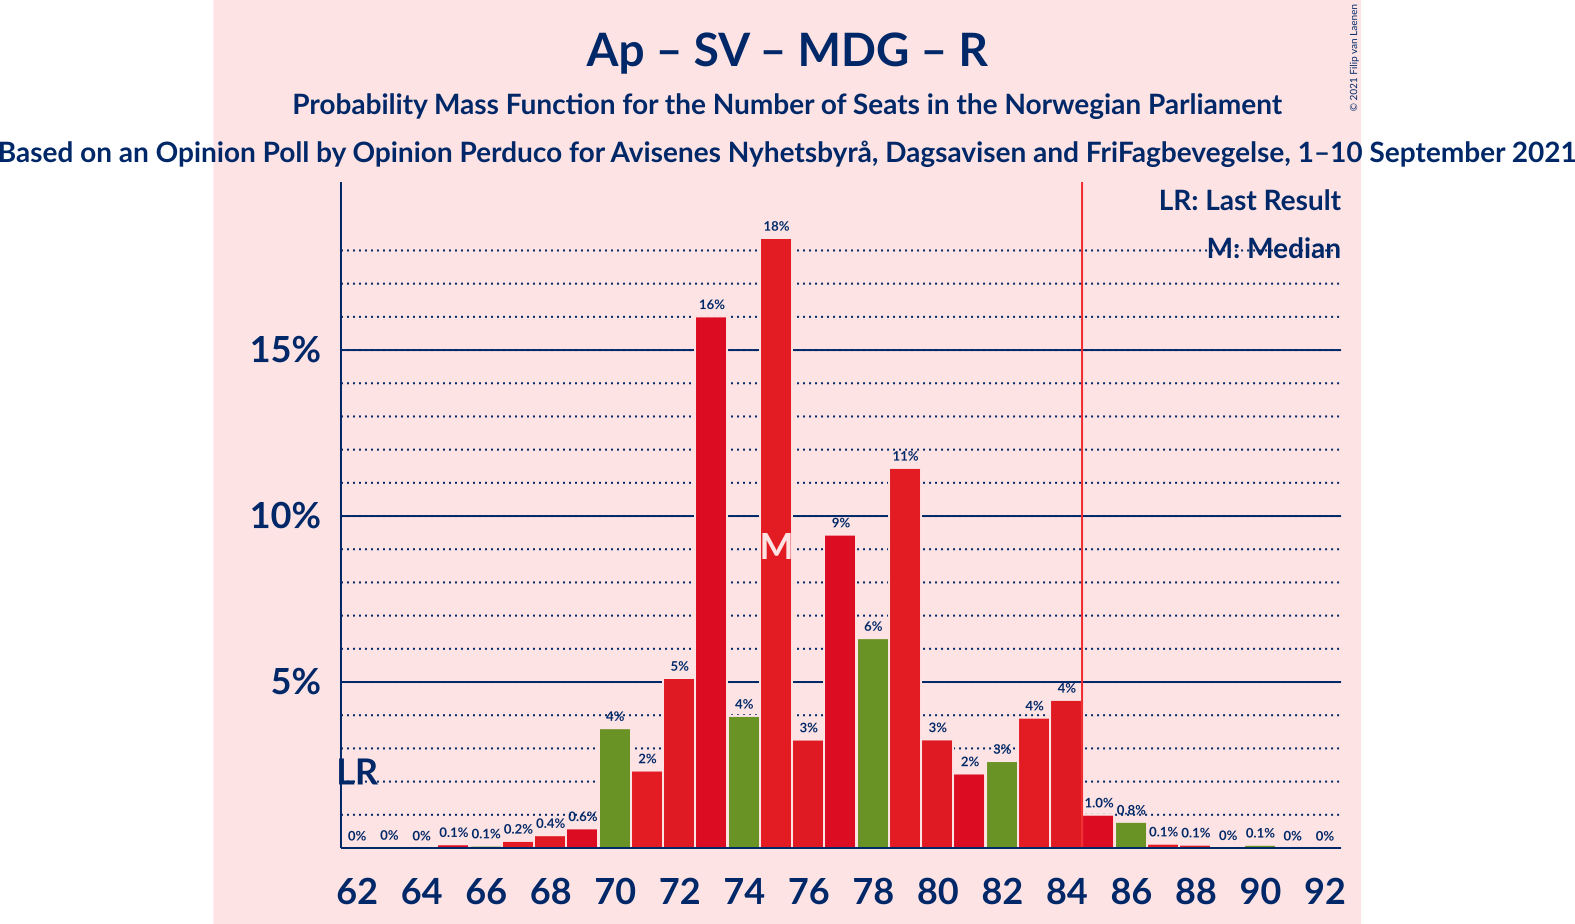 Ap – SV – MDG – R
Probability Mass Function for the Number of Seats in the Norwegian Parliament
Based on an Opinion Poll by Opinion Perduco for Avisenes Nyhetsbyrå, Dagsavisen and FriFagbevegelse, 1–10 September 2021
© 2021 Filip van Laenen
LR: Last Result
M: Median
15%
10%
5%
LR
M
0% 0% 0% 0.1% 0.1% 0.2% 0.4% 0.6% 4% 2% 5% 16% 4% 18% 3% 9% 6% 11% 3% 2% 3% 4% 4% 1.0% 0.8% 0.1% 0.1% 0% 0.1% 0% 0%
62 64 66 68 70 72 74 76 78 80 82 84 86 88 90 92